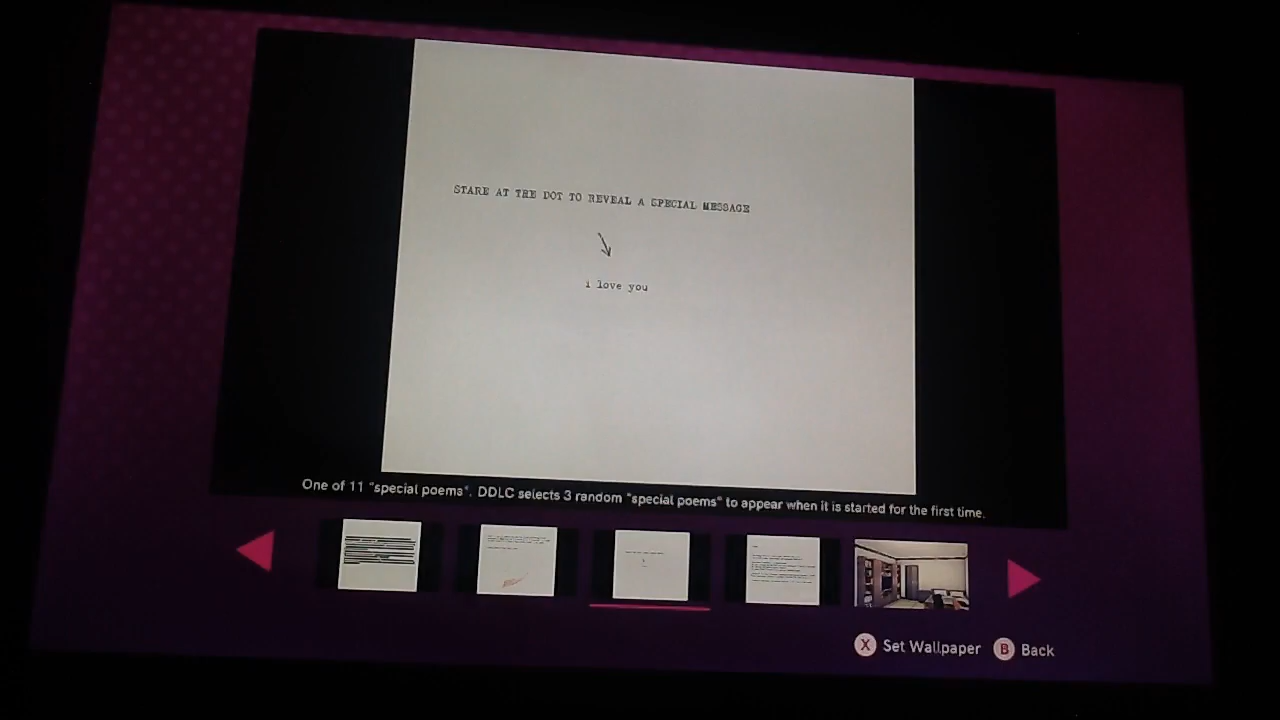 STARE AT THE DOT TO REVEAL A SPECIAL MESSAGE
i love you
One of 11 "special poems". DDLC selects 3 random "special poems" to appear when it is started for the first time.
X Set Wallpaper B Back